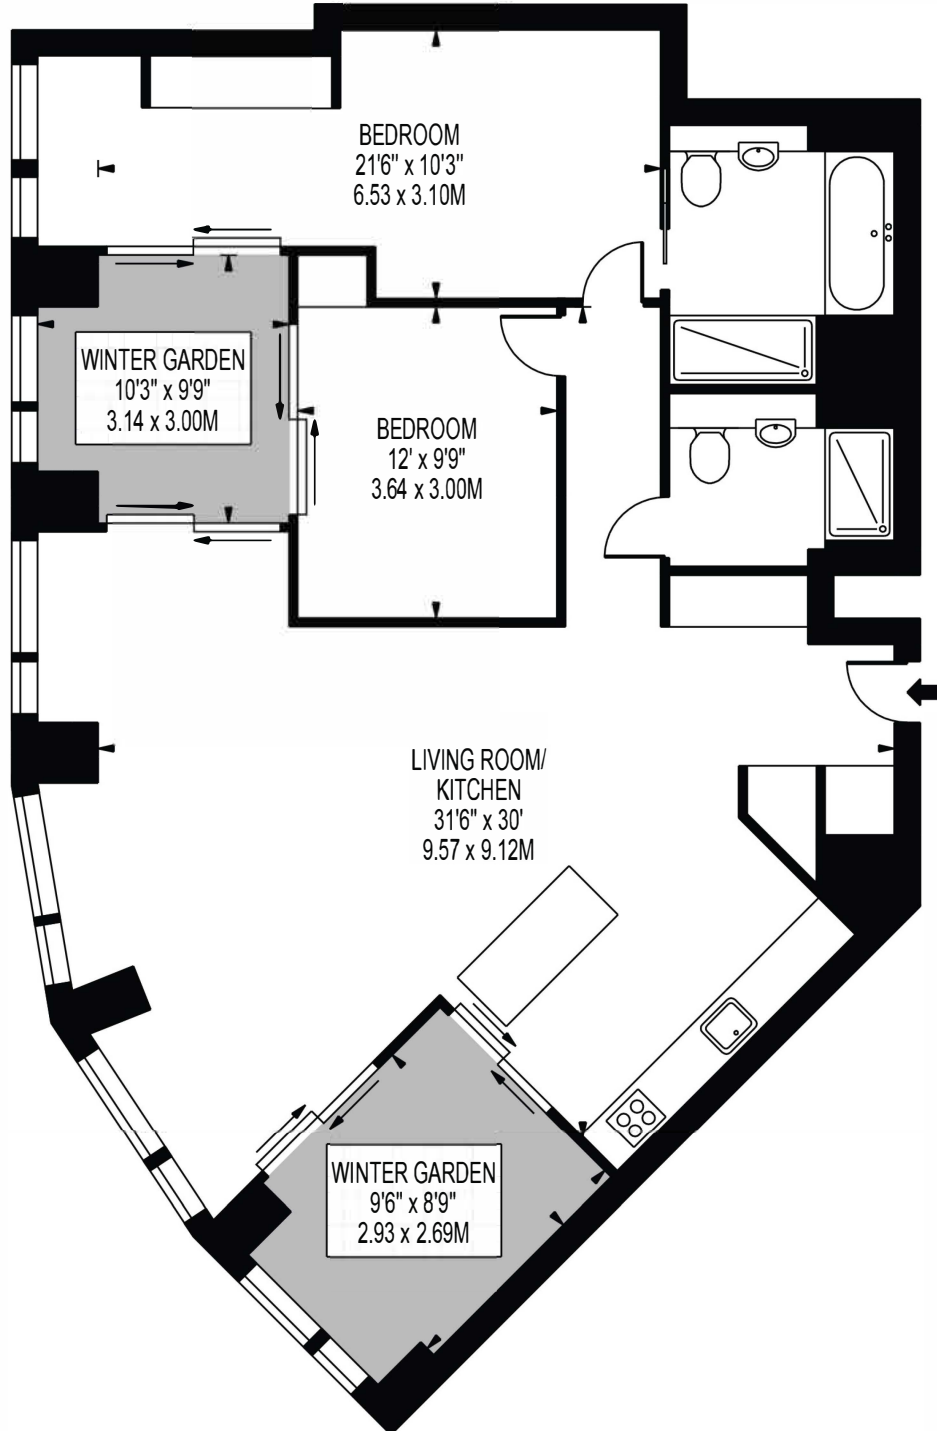 BEDROOM
21'6" x 10'3"
6.53 x 3.10M
WINTER GARDEN
10'3" x 9'9"
3.14 x 3.00M
BEDROOM
12' x 9'9"
3.64 x 3.00M
LIVING ROOM/
KITCHEN
31'6" x 30'
9.57 x 9.12M
WINTER GARDEN
9'6" x 8'9"
2.93 x 2.69M